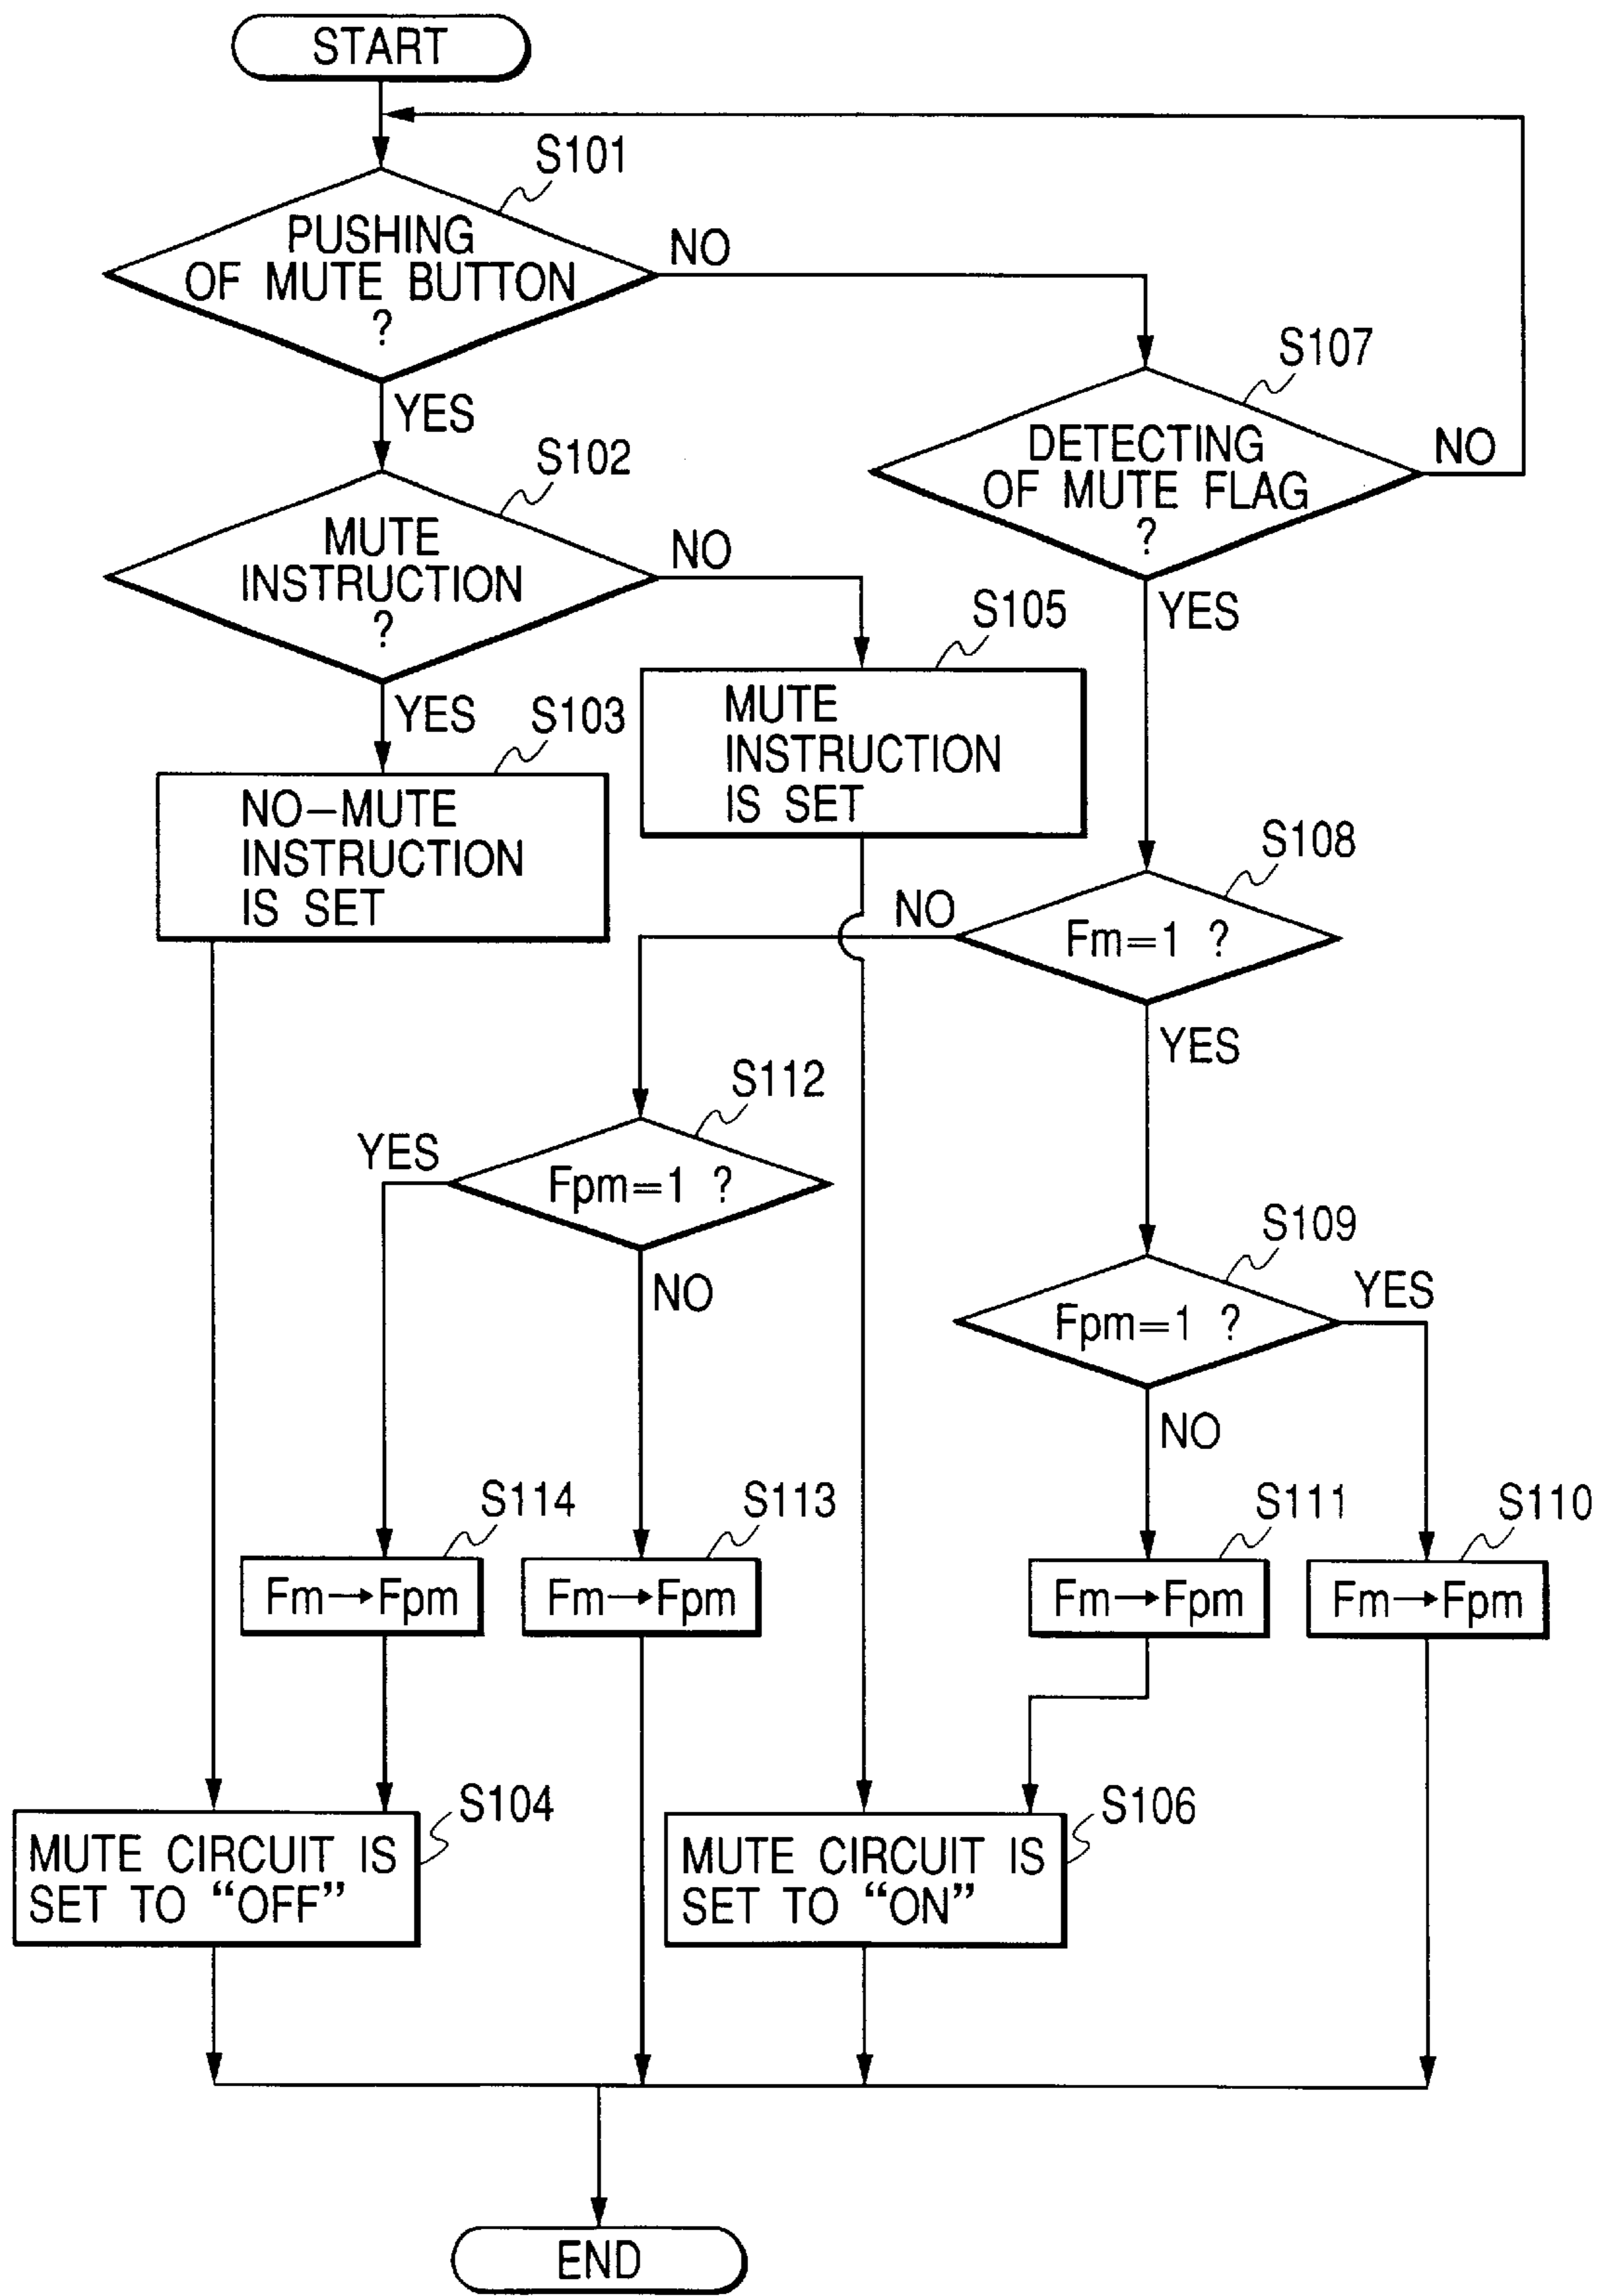 START
S101
PUSHING
OF MUTE BUTTON
?
NO
YES
S107
DETECTING
OF MUTE FLAG
?
NO
YES
S102
MUTE
INSTRUCTION
?
NO
YES
S105
MUTE
INSTRUCTION
IS SET
S103
NO-MUTE
INSTRUCTION
IS SET
S108
Fm=1 ?
NO
YES
S112
Fpm=1 ?
YES
NO
S109
Fpm=1 ?
YES
NO
S114
Fm→Fpm
S113
Fm→Fpm
S111
Fm→Fpm
S110
Fm→Fpm
S104
MUTE CIRCUIT IS
SET TO “OFF”
S106
MUTE CIRCUIT IS
SET TO “ON”
END